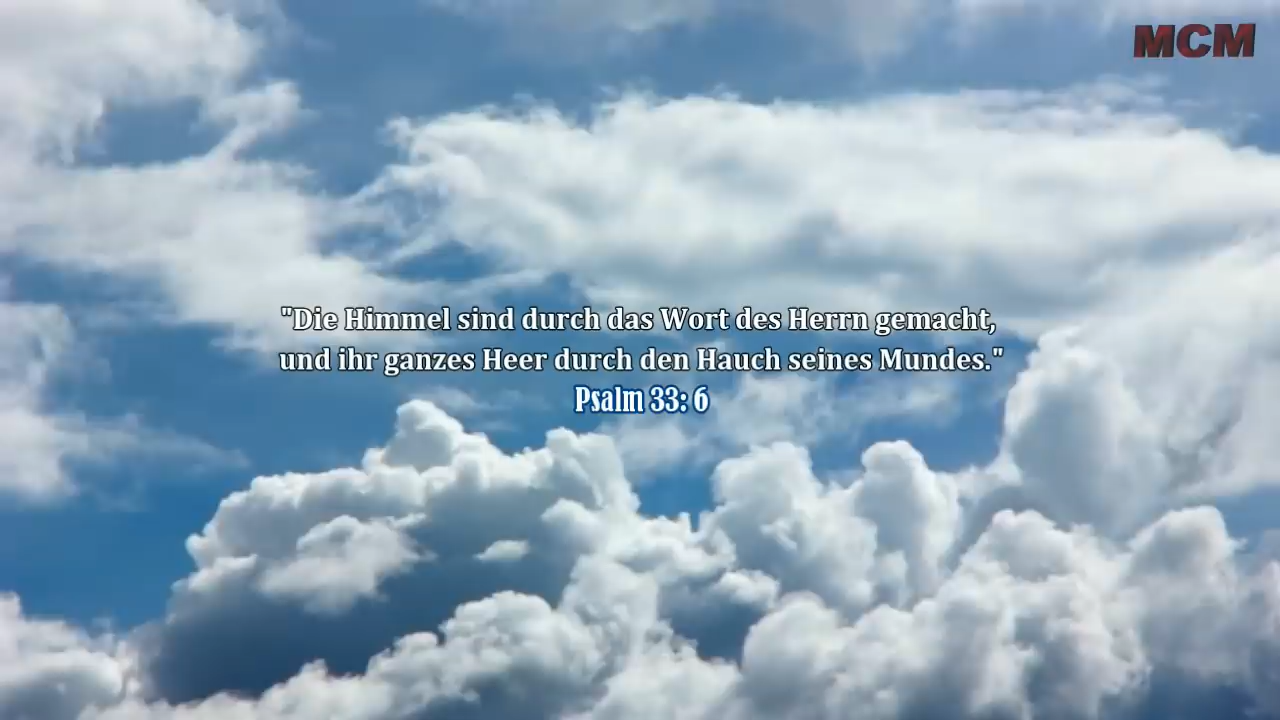 MCM
"Die Himmel sind durch das Wort des Herrn gemacht,
und ihr ganzes Heer durch den Hauch seines Mundes."
Psalm 33: 6